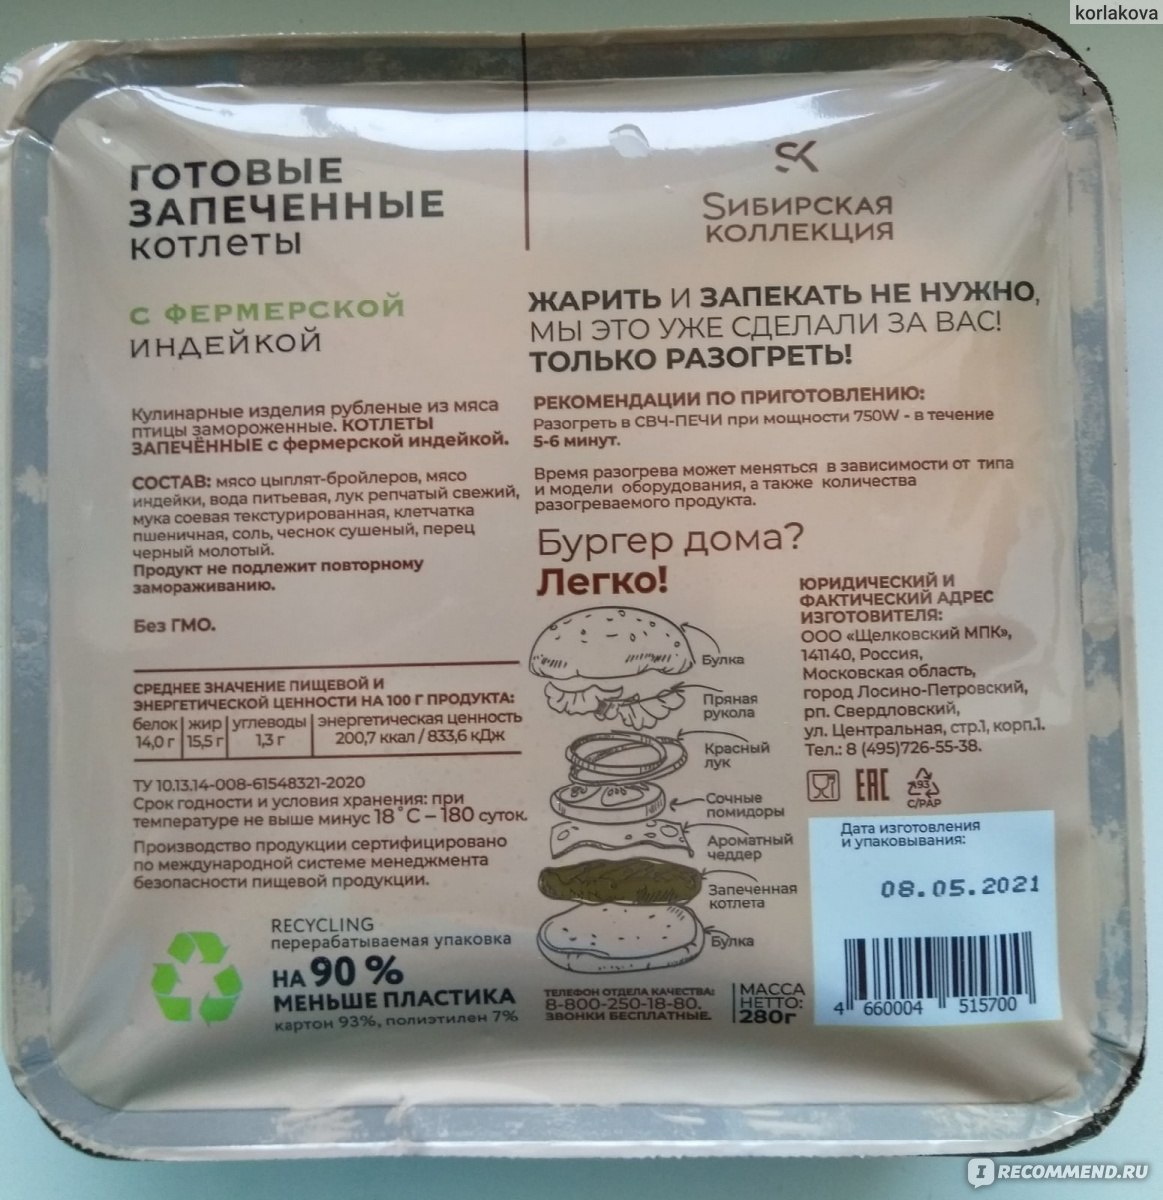 korlakova
ГОТОВЫЕ
ЗАПЕЧЕННЫЕ
КОТЛЕТЫ
С ФЕРМЕРСКОЙ
ИНДЕЙКОЙ
Кулинарные изделия рубленые из мяса
птицы замороженные. КОТЛЕТЫ
ЗАПЕЧЁННЫЕ с фермерской индейкой.
СОСТАВ: мясо цыплят-бройлеров, мясо
индейки, вода питьевая, лук репчатый свежий,
мука соевая текстурированная, клетчатка
пшеничная, соль, чеснок сушеный, перец
черный молотый.
Продукт не подлежит повторному
замораживанию.
Без ГМО.
СРЕДНЕЕ ЗНАЧЕНИЕ ПИЩЕВОЙ И
ЭНЕРГЕТИЧЕСКОЙ ЦЕННОСТИ НА 100 Г ПРОДУКТА:
белок жир углеводы энергетическая ценность
14,0 г 15,5 г 1,3 г 200,7 ккал / 833,6 кДж
ТУ 10.13.14-008-61548321-2020
Срок годности и условия хранения: при
температуре не выше минус 18°С – 180 суток.
Производство продукции сертифицировано
по международной системе менеджмента
безопасности пищевой продукции.
RECYCLING
перерабатываемая упаковка
НА 90 %
МЕНЬШЕ ПЛАСТИКА
картон 93%, полиэтилен 7%
SK
SИБИРСКАЯ
КОЛЛЕКЦИЯ
ЖАРИТЬ И ЗАПЕКАТЬ НЕ НУЖНО,
МЫ ЭТО УЖЕ СДЕЛАЛИ ЗА ВАС!
ТОЛЬКО РАЗОГРЕТЬ!
РЕКОМЕНДАЦИИ ПО ПРИГОТОВЛЕНИЮ:
Разогреть в СВЧ-ПЕЧИ при мощности 750W - в течение
5-6 минут.
Время разогрева может меняться в зависимости от типа
и модели оборудования, а также количества
разогреваемого продукта.
Бургер дома?
Легко!
Булка
Пряная
рукола
Красный
лук
Сочные
помидоры
Ароматный
чеддер
Запеченная
котлета
Булка
ТЕЛЕФОН ОТДЕЛА КАЧЕСТВА:
8-800-250-18-80.
ЗВОНКИ БЕСПЛАТНЫЕ.
МАССА
НЕТТО:
280г
ЮРИДИЧЕСКИЙ И
ФАКТИЧЕСКИЙ АДРЕС
ИЗГОТОВИТЕЛЯ:
ООО «Щелковский МПК»,
141140, Россия,
Московская область,
город Лосино-Петровский,
рп. Свердловский,
ул. Центральная, стр.1, корп.1.
Тел.: 8 (495)726-55-38.
ЕАС
93
C/PAP
Дата изготовления
и упаковывания:
08.05.2021
4 660004 515700
IRECOMMEND.RU